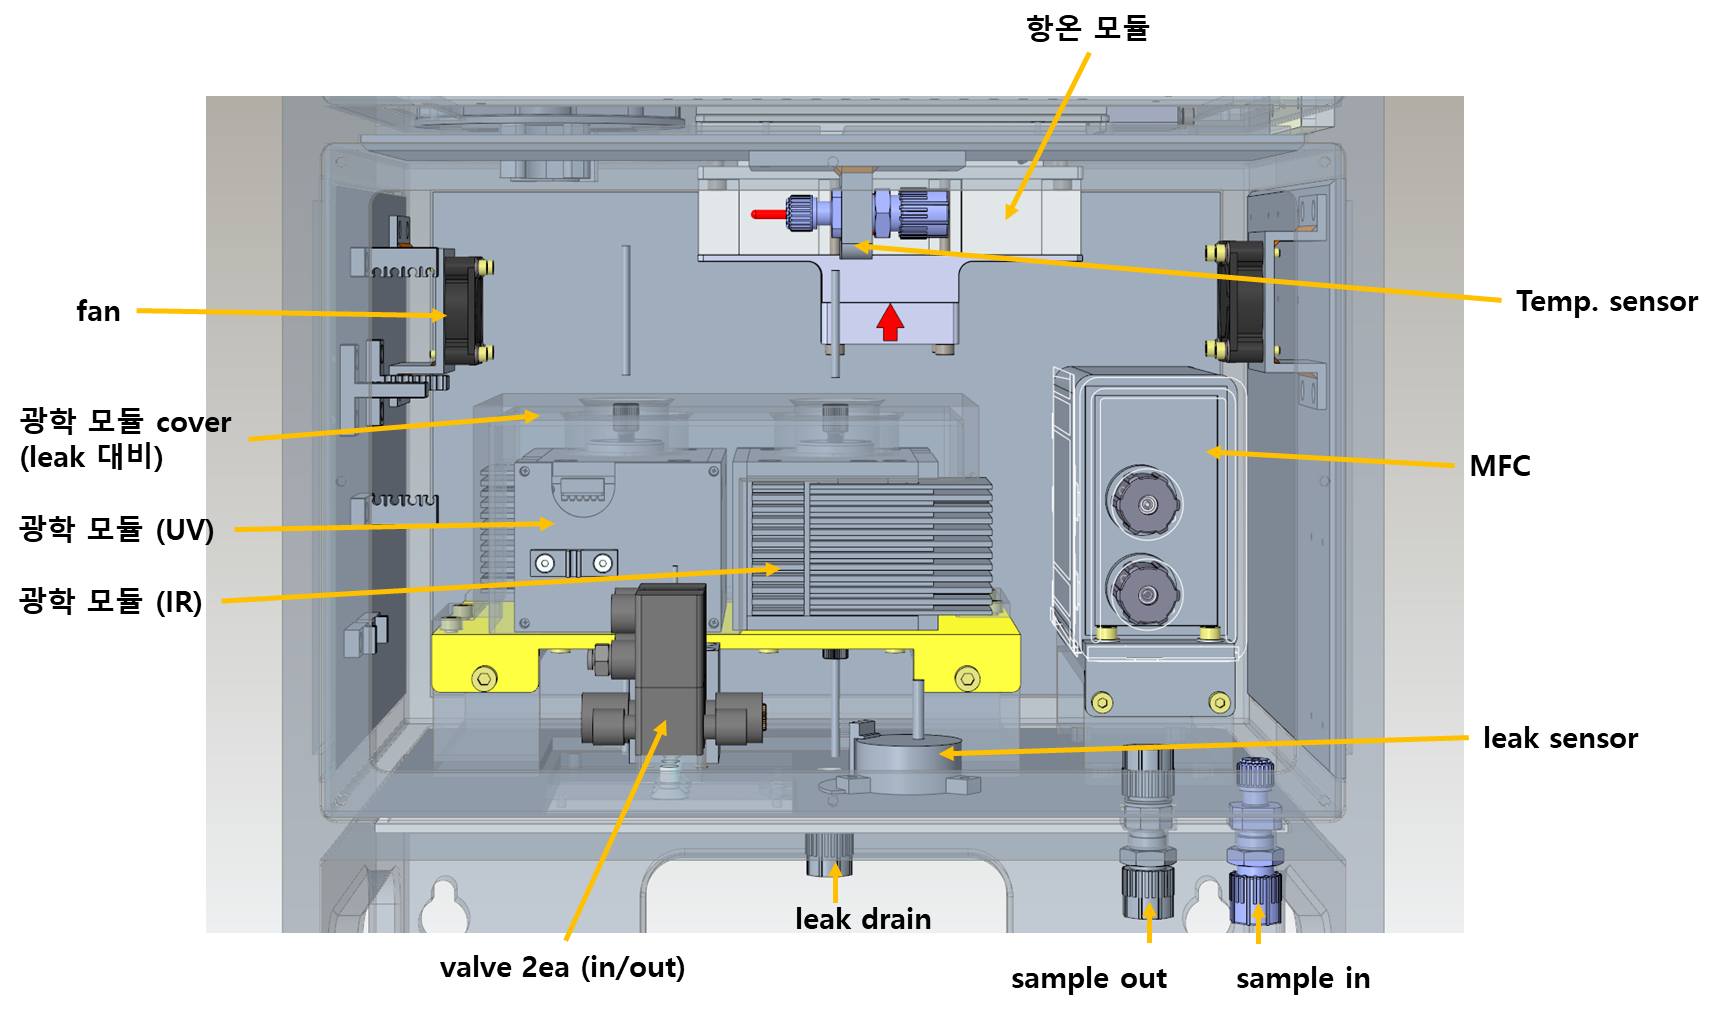 항온 모듈
fan
Temp. sensor
광학 모듈 cover
(leak 대비)
MFC
광학 모듈 (UV)
광학 모듈 (IR)
leak sensor
leak drain
valve 2ea (in/out)
sample out
sample in